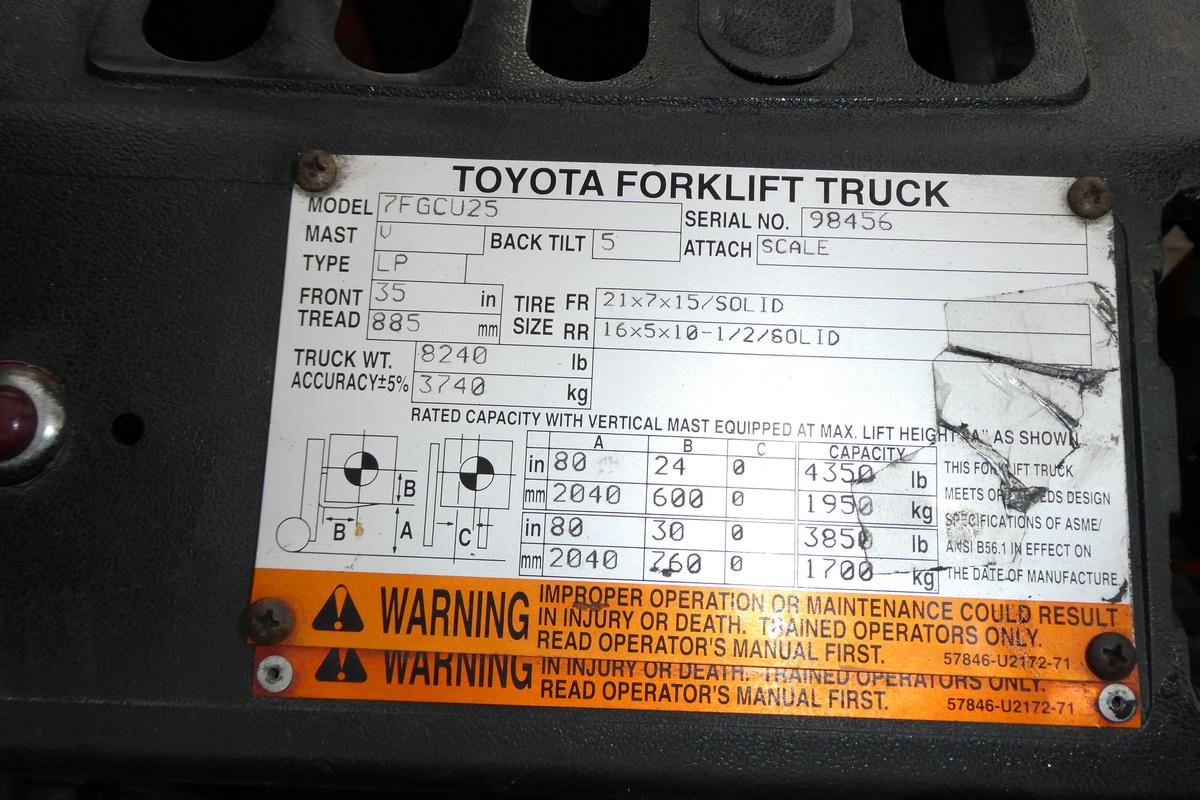 TOYOTA FORKLIFT TRUCK
MODEL 7FGCU25 SERIAL NO. 98456
MAST V BACK TILT 5 ATTACH SCALE
TYPE LP
FRONT TREAD 35 in TIRE SIZE FR 21x7x15/SOLID
885 mm RR 16x5x10-1/2/SOLID
TRUCK WT. 8240 lb
ACCURACY±5% 3740 kg
RATED CAPACITY WITH VERTICAL MAST EQUIPPED AT MAX. LIFT HEIGHT "A" AS SHOWN
A B C CAPACITY
in 80 24 0 4350 lb
mm 2040 600 0 1950 kg
in 80 30 0 3850 lb
mm 2040 760 0 1700 kg
B B A C
THIS FORKLIFT TRUCK
MEETS OR EXCEEDS DESIGN
SPECIFICATIONS OF ASME/
ANSI B56.1 IN EFFECT ON
THE DATE OF MANUFACTURE.
WARNING
IMPROPER OPERATION OR MAINTENANCE COULD RESULT
IN INJURY OR DEATH. TRAINED OPERATORS ONLY.
READ OPERATOR'S MANUAL FIRST. 57846-U2172-71
WARNING
IN INJURY OR DEATH. TRAINED OPERATORS ONLY.
READ OPERATOR'S MANUAL FIRST. 57846-U2172-71